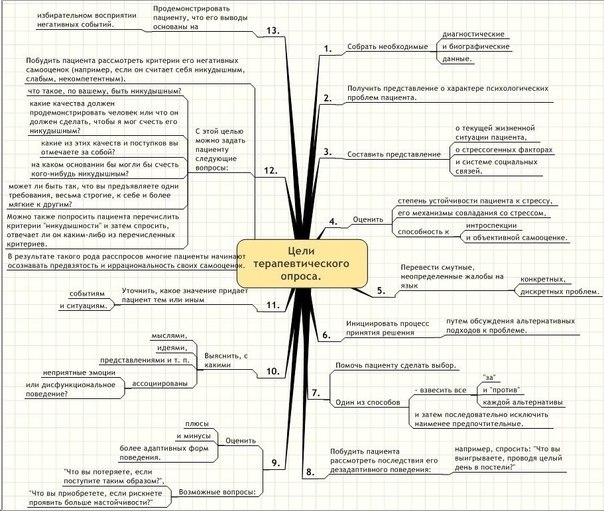 Цели
терапевтического
опроса.
1.
Собрать необходимые
диагностические
и биографические
данные.
2.
Получить представление о характере психологических
проблем пациента.
3.
Составить представление
о текущей жизненной
ситуации пациента,
о стрессогенных факторах
и системе социальных
связей.
4.
Оценить
степень устойчивости пациента к стрессу,
его механизмы совладания со стрессом.
способность к
интроспекции
и объективной самооценке.
5.
Перевести смутные,
неопределенные жалобы на
язык
конкретных,
дискретных проблем.
6.
Инициировать процесс
принятия решения
путем обсуждения альтернативных
подходов к проблеме.
7.
Помочь пациенту сделать выбор.
Один из способов
- взвесить все
"за"
и "против"
каждой альтернативы
и затем последовательно исключить
наименее предпочтительные.
8.
Побудить пациента
рассмотреть последствия его
дезадаптивного поведения:
например, спросить: "Что вы
выигрываете, проводя целый
день в постели?"
9.
Оценить
плюсы
и минусы
более адаптивных форм
поведения.
Возможные вопросы:
"Что вы потеряете, если
поступите таким образом?",
"Что вы приобретете, если рискнете
проявить больше настойчивости?"
10.
Выяснить, с
какими
мыслями,
идеями,
представлениями и т. п.
ассоциированы
неприятные эмоции
или дисфункциональное
поведение?
11.
Уточнить, какое значение придает
пациент тем или иным
событиям
и ситуациям.
12.
Побудить пациента рассмотреть критерии его негативных
самооценок (например, если он считает себя никудышным,
слабым, некомпетентным).
С этой целью
можно задать
пациенту
следующие
вопросы:
что такое, по вашему, быть никудышным?
какие качества должен
продемонстрировать человек или что он
должен сделать, чтобы я мог счесть его
никудышным?
какие из этих качеств и поступков вы
отмечаете за собой?
на каком основании бы могли бы счесть
кого-нибудь никудышным?
может ли быть так, что вы предъявляете одни
требования, весьма строгие, к себе и более
мягкие к другим?
Можно также попросить пациента перечислить
критерии "никудышности" и затем спросить,
отвечает ли он каким-либо из перечисленных
критериев.
В результате такого рода расспросов многие пациенты начинают
осознавать предвзятость и иррациональность своих самооценок.
13.
Продемонстрировать
пациенту, что его выводы
основаны на
избирательном восприятии
негативных событий.